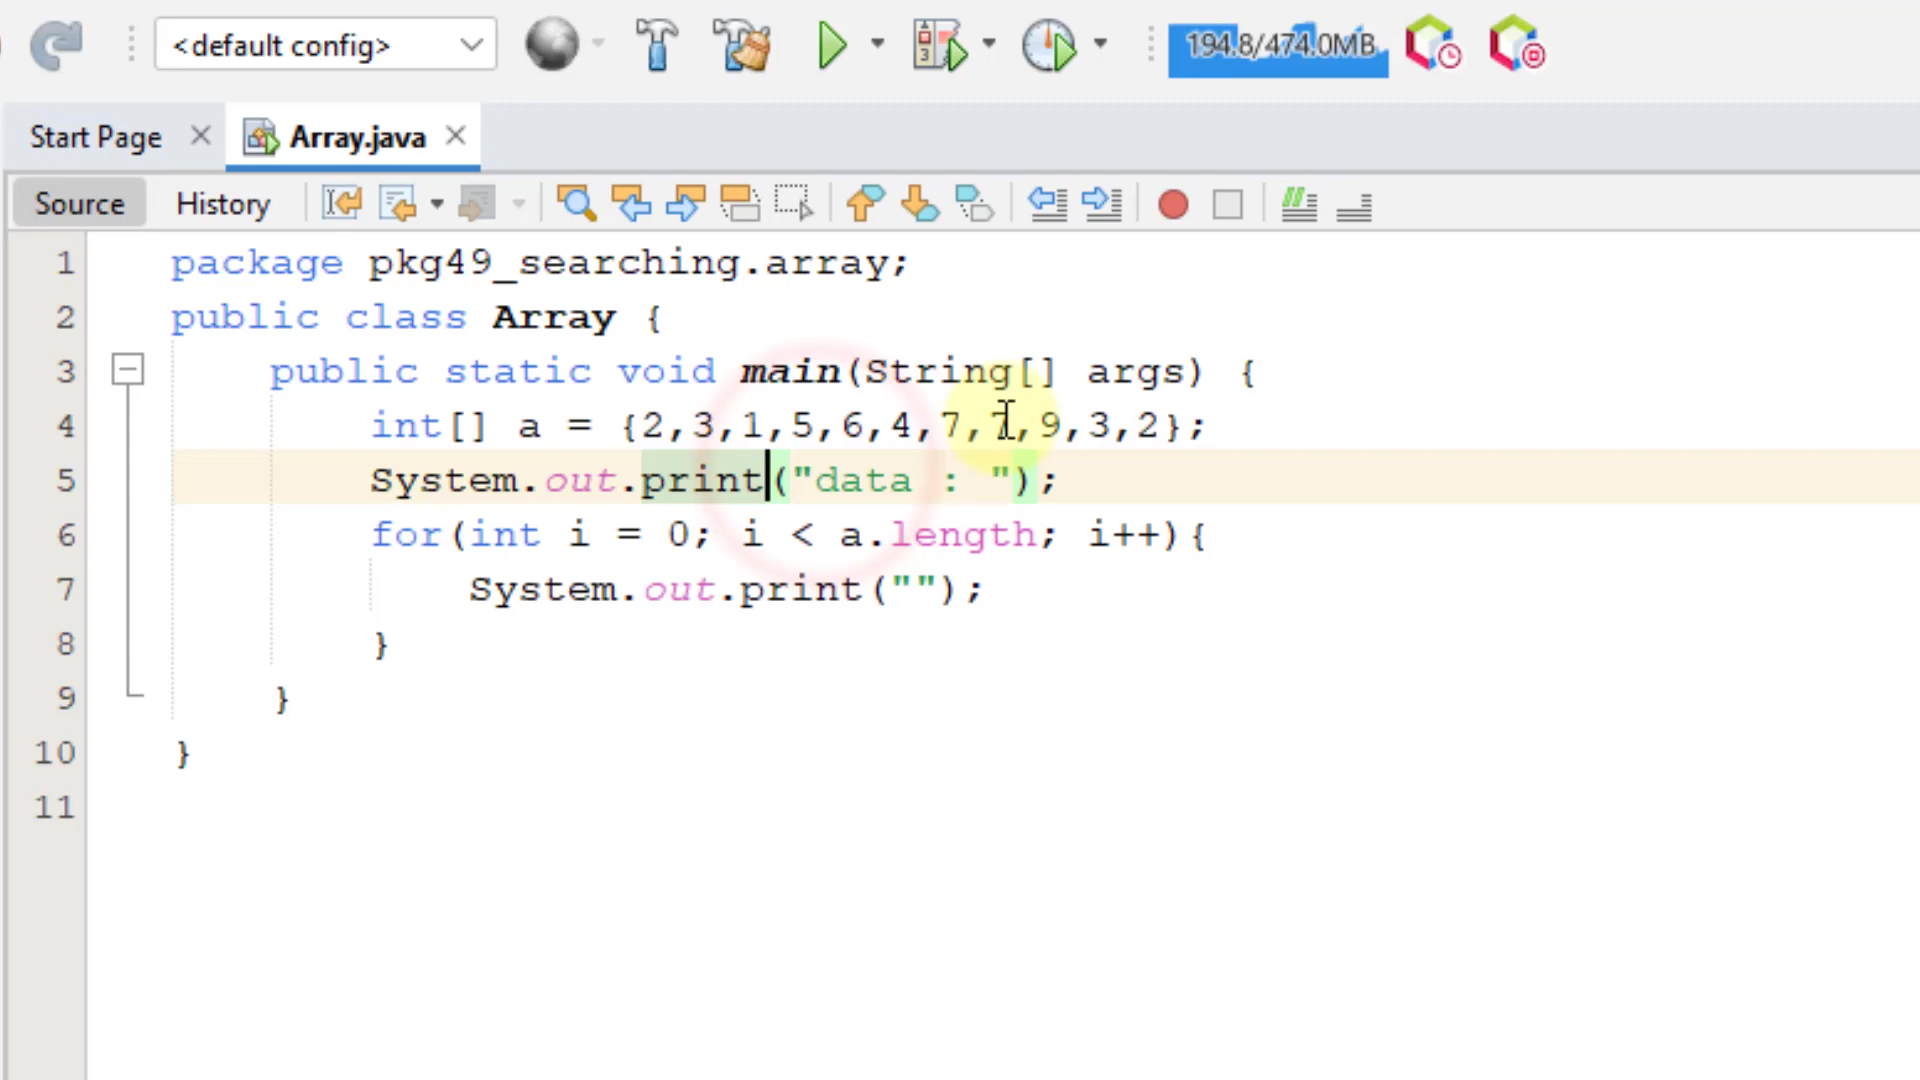 <default config>
194.8/474.0MB
Start Page
Array.java
Source History
1 package pkg49_searching.array;
2 public class Array {
3 public static void main(String[] args) {
4 int[] a = {2,3,1,5,6,4,7,7,9,3,2};
5 System.out.print("data : ");
6 for(int i = 0; i < a.length; i++){
7 System.out.print("");
8 }
9 }
10 }
11